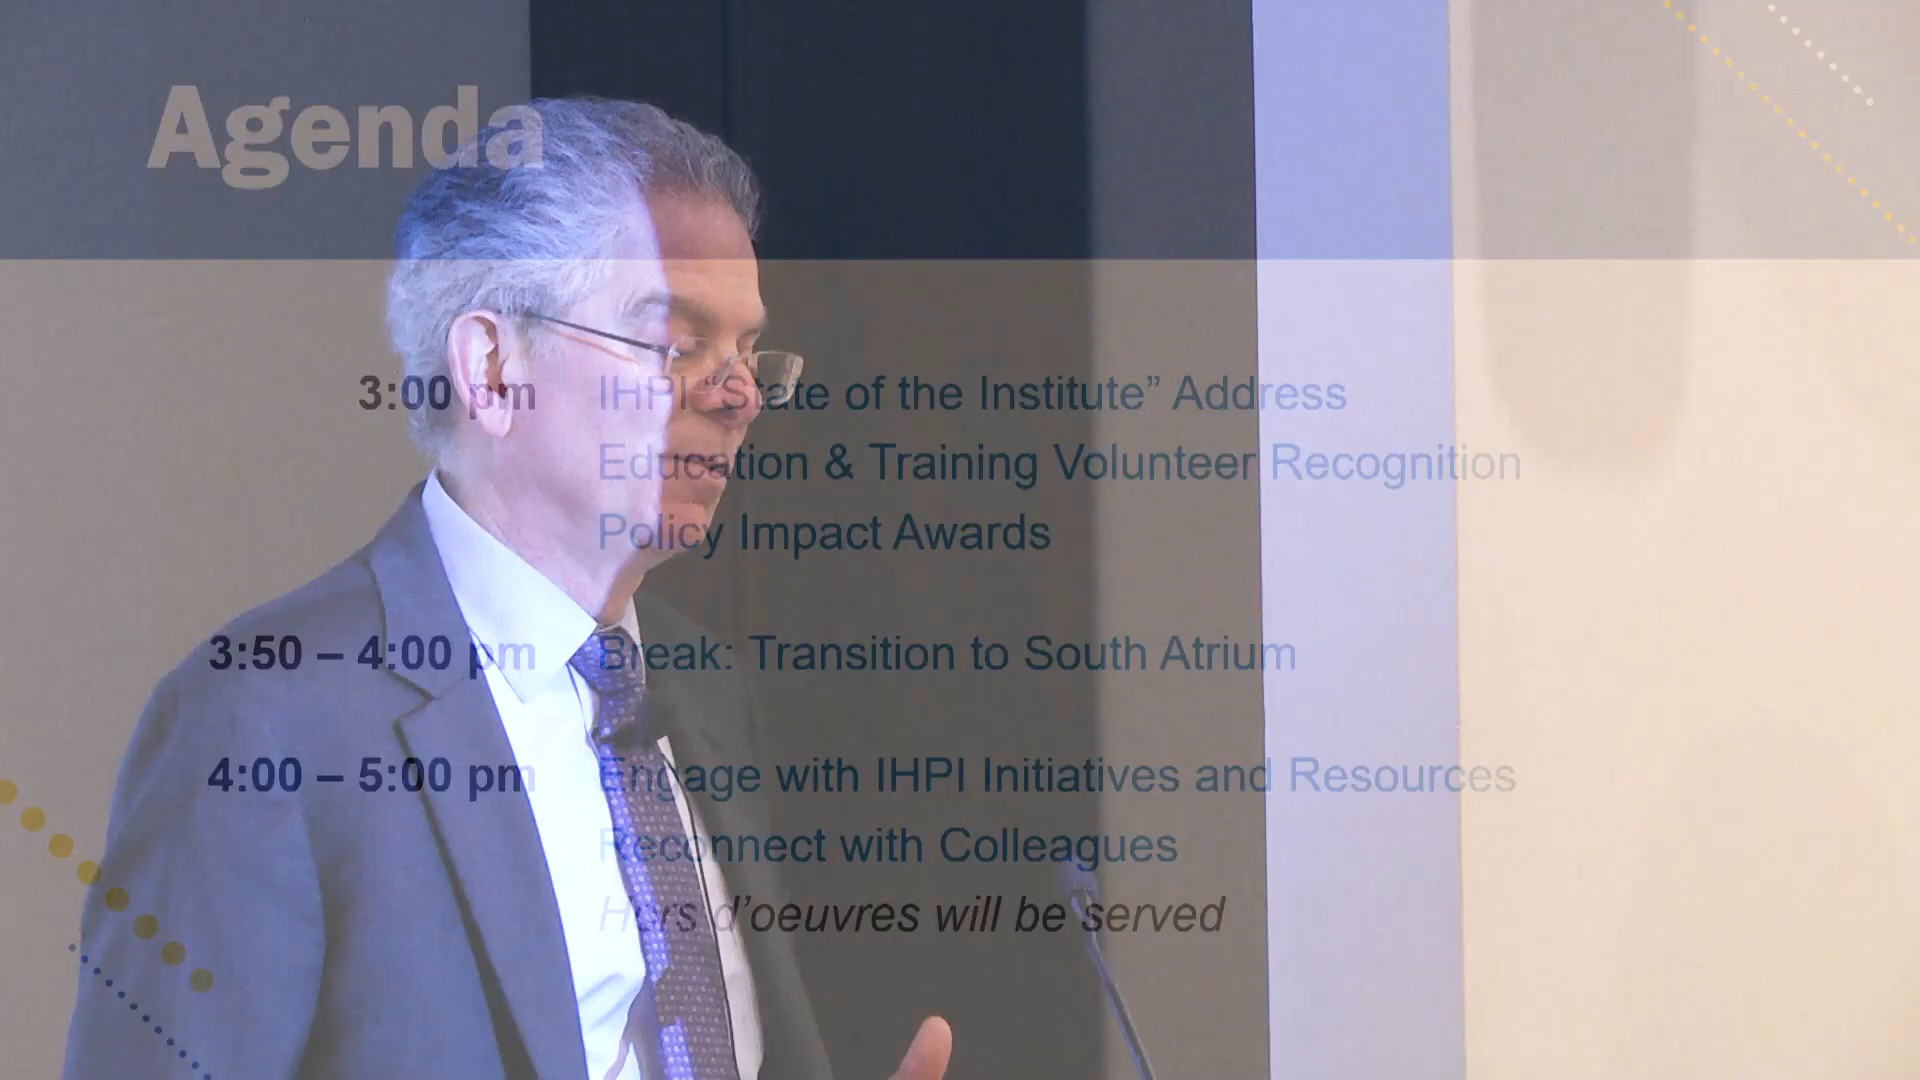 Agenda
3:00 pm IHPI “State of the Institute” Address
Education & Training Volunteer Recognition
Policy Impact Awards
3:50 – 4:00 pm Break: Transition to South Atrium
4:00 – 5:00 pm Engage with IHPI Initiatives and Resources
Reconnect with Colleagues
Hors d’oeuvres will be served